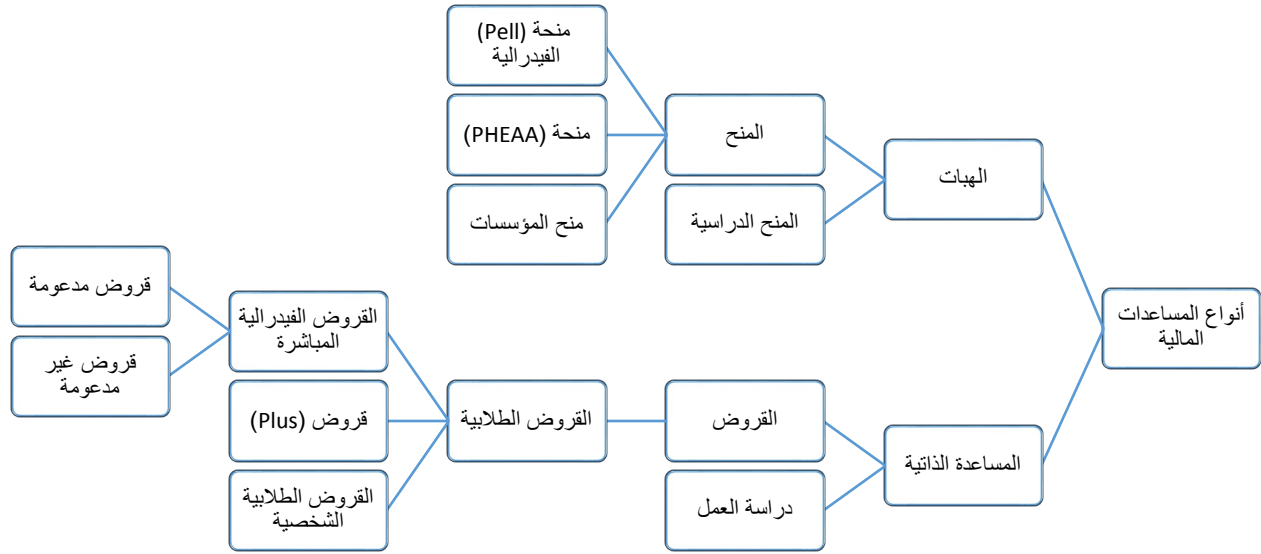 أنواع المساعدات
المالية
الهبات
المنح
منحة (Pell)
الفيدرالية
منحة (PHEAA)
منح المؤسسات
المنح الدراسية
المساعدة الذاتية
القروض
القروض الطلابية
القروض الفيدرالية
المباشرة
قروض مدعومة
قروض غير
مدعومة
قروض (Plus)
القروض الطلابية
الشخصية
دراسة العمل